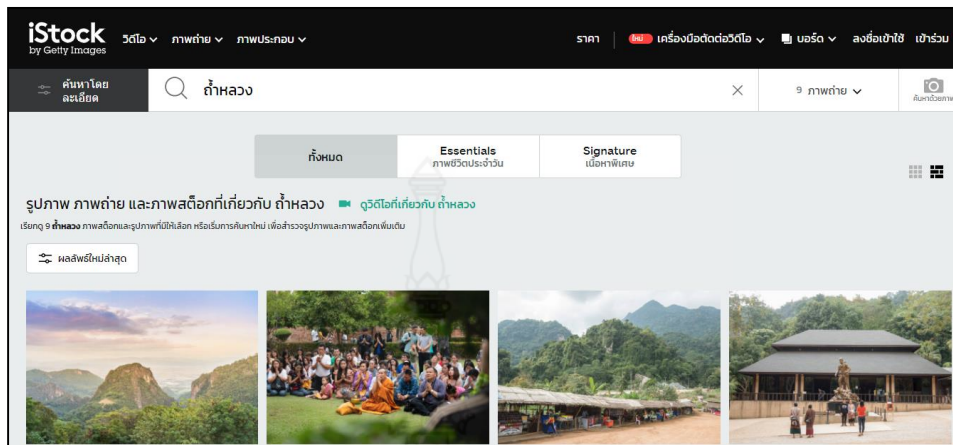 iStock
by Getty Images
วิดีโอ ภาพถ่าย ภาพประกอบ ราคา ใหม่ เครื่องมือตัดต่อวิดีโอ บอร์ด ลงชื่อเข้าใช้ เข้าร่วม
ค้นหาโดย
ละเอียด
ถ้ำหลวง
9 ภาพถ่าย
ค้นหาด้วยภาพ
ทั้งหมด
Essentials
ภาพชีวิตประจำวัน
Signature
เนื้อหาพิเศษ
รูปภาพ ภาพถ่าย และภาพสต็อกที่เกี่ยวกับ ถ้ำหลวง ดูวิดีโอที่เกี่ยวกับ ถ้ำหลวง
เรียกดู 9 ถ้ำหลวง ภาพสต็อกและรูปภาพที่มีให้เลือก หรือเริ่มการค้นหาใหม่ เพื่อสำรวจรูปภาพและภาพสต็อกเพิ่มเติม
ผลลัพธ์ใหม่ล่าสุด